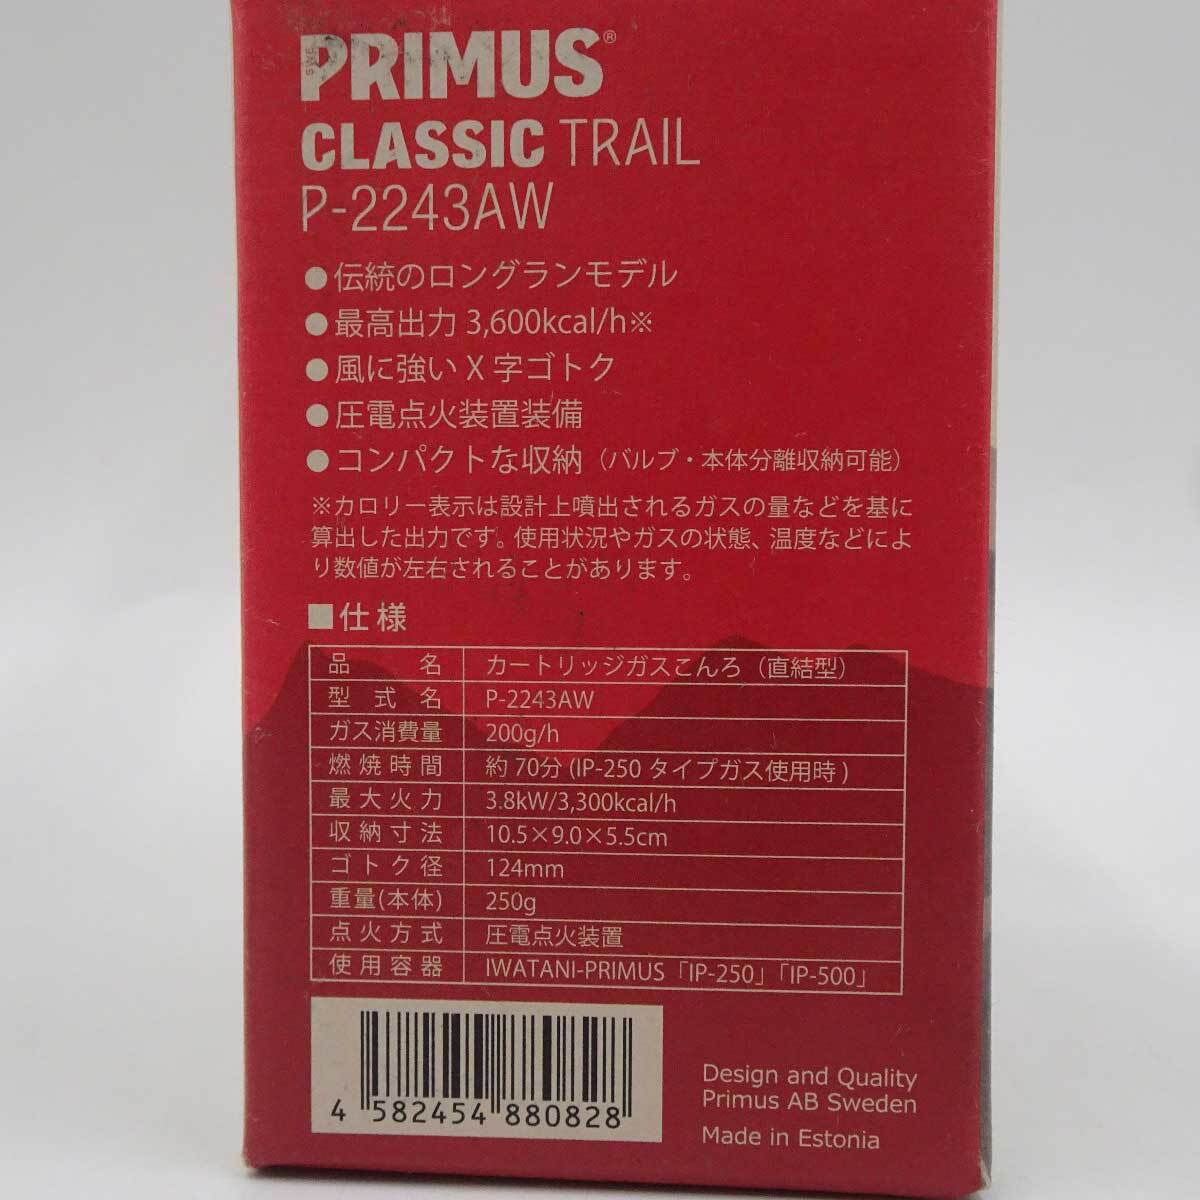 SWE
PRIMUS®
CLASSIC TRAIL
P-2243AW
●伝統のロングランモデル
●最高出力 3,600kcal/h※
●風に強い X 字ゴトク
●圧電点火装置装備
●コンパクトな収納（バルブ・本体分離収納可能）
※カロリー表示は設計上噴出されるガスの量などを基に
算出した出力です。使用状況やガスの状態、温度などによ
り数値が左右されることがあります。
■仕様
品名 カートリッジガスこんろ（直結型）
型式名 P-2243AW
ガス消費量 200g/h
燃焼時間 約 70分 (IP-250 タイプガス使用時 )
最大火力 3.8kW/3,300kcal/h
収納寸法 10.5×9.0×5.5cm
ゴトク径 124mm
重量(本体) 250g
点火方式 圧電点火装置
使用容器 IWATANI-PRIMUS「IP-250」「IP-500」
4 582454 880828
Design and Quality
Primus AB Sweden
Made in Estonia